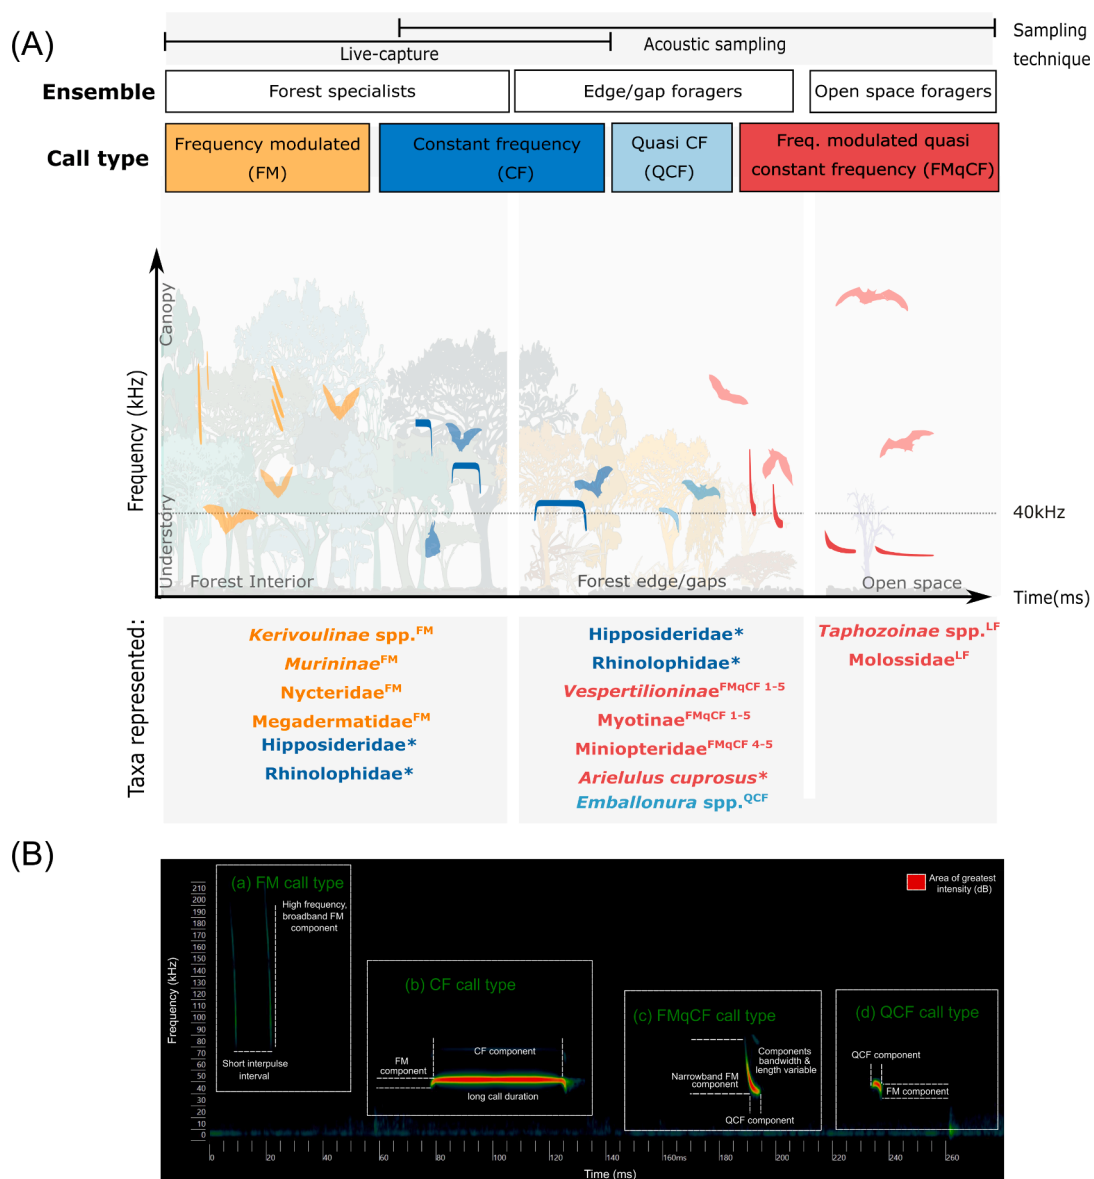 (A)
Sampling
technique
Live-capture
Acoustic sampling
Ensemble
Forest specialists
Edge/gap foragers
Open space foragers
Call type
Frequency modulated
(FM)
Constant frequency
(CF)
Quasi CF
(QCF)
Freq. modulated quasi
constant frequency (FMqCF)
Frequency (kHz)
Canopy
Understory
40kHz
Forest Interior
Forest edge/gaps
Open space
Time(ms)
Taxa represented:
Kerivoulinae spp.FM
MurininaeFM
NycteridaeFM
MegadermatidaeFM
Hipposideridae*
Rhinolophidae*
Hipposideridae*
Rhinolophidae*
VespertilioninaeFMqCF 1-5
MyotinaeFMqCF 1-5
MiniopteridaeFMqCF 4-5
Arielulus cuprosus*
Emballonura spp.QCF
Taphozoinae spp.LF
MolossidaeLF
(B)
Area of greatest
intensity (dB)
Frequency (kHz)
210
200
190
180
170
160
150
140
130
120
110
100
90
80
70
60
50
40
30
20
10
0
(a) FM call type
High frequency,
broadband FM
component
Short interpulse
interval
(b) CF call type
FM
component
CF component
long call duration
(c) FMqCF call type
Components
bandwidth &
length variable
Narrowband FM
component
QCF component
(d) QCF call type
QCF component
FM component
0 20 40 60 80 100 120 140 160ms 180 200 220 240 260
Time (ms)